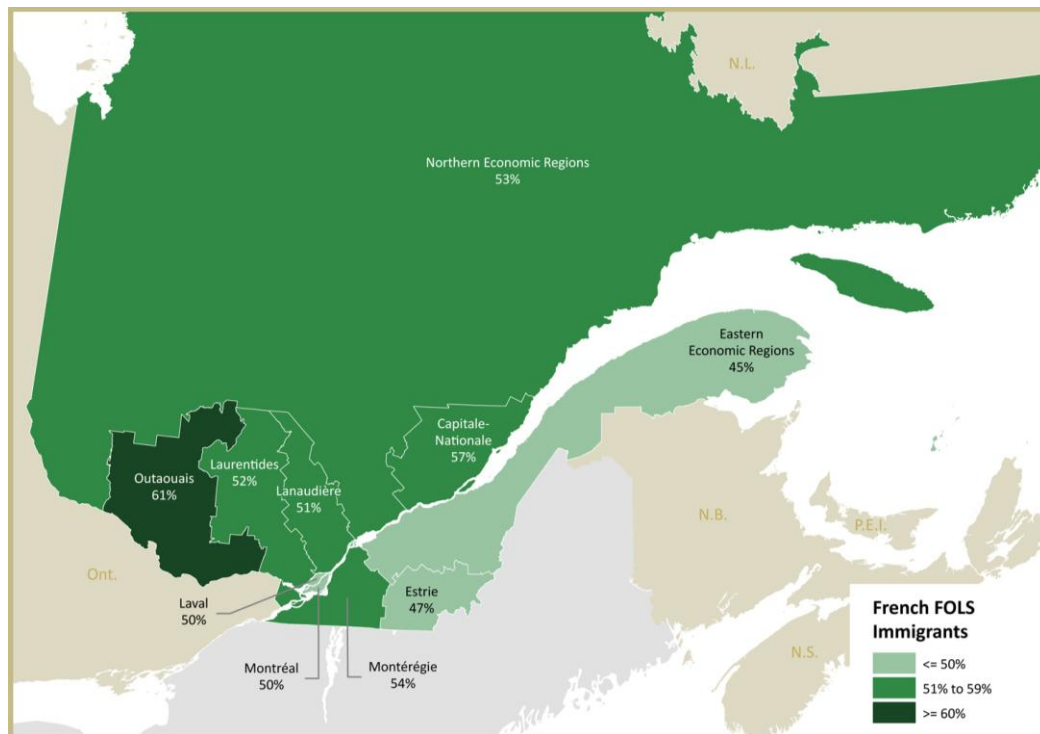 N.L.
Northern Economic Regions
53%
Eastern
Economic Regions
45%
Capitale-
Nationale
57%
Outaouais
61%
Laurentides
52%
Lanaudière
51%
N.B.
P.E.I.
Ont.
Laval
50%
Estrie
47%
Montréal
50%
Montérégie
54%
N.S.
French FOLS
Immigrants
<= 50%
51% to 59%
>= 60%